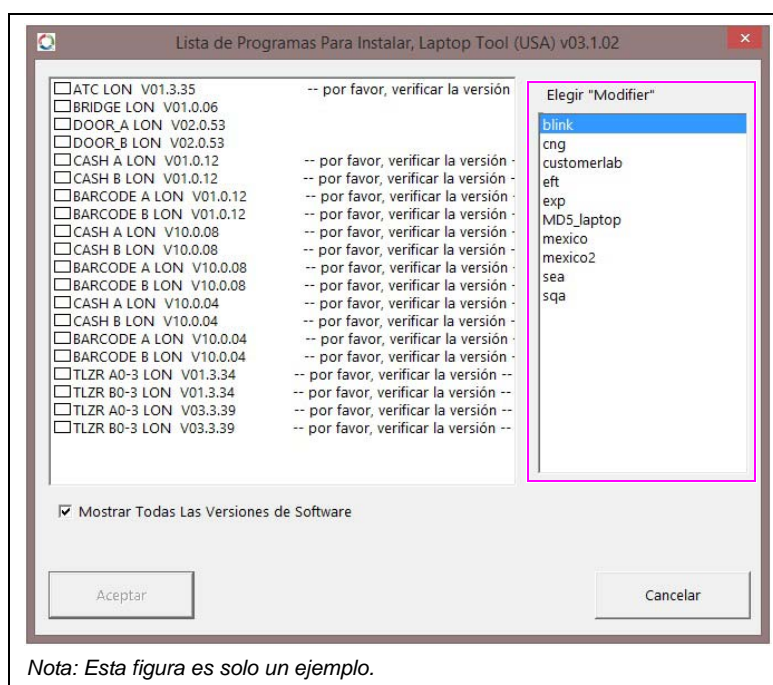 Lista de Programas Para Instalar, Laptop Tool (USA) v03.1.02
ATC LON V01.3.35 -- por favor, verificar la versión
BRIDGE LON V01.0.06
DOOR_A LON V02.0.53
DOOR_B LON V02.0.53
CASH A LON V01.0.12 -- por favor, verificar la versión -
CASH B LON V01.0.12 -- por favor, verificar la versión -
BARCODE A LON V01.0.12 -- por favor, verificar la versión -
BARCODE B LON V01.0.12 -- por favor, verificar la versión -
CASH A LON V10.0.08 -- por favor, verificar la versión -
CASH B LON V10.0.08 -- por favor, verificar la versión -
BARCODE A LON V10.0.08 -- por favor, verificar la versión -
BARCODE B LON V10.0.08 -- por favor, verificar la versión -
CASH A LON V10.0.04 -- por favor, verificar la versión -
CASH B LON V10.0.04 -- por favor, verificar la versión -
BARCODE A LON V10.0.04 -- por favor, verificar la versión -
BARCODE B LON V10.0.04 -- por favor, verificar la versión -
TLZR A0-3 LON V01.3.34 -- por favor, verificar la versión --
TLZR B0-3 LON V01.3.34 -- por favor, verificar la versión --
TLZR A0-3 LON V03.3.39 -- por favor, verificar la versión --
TLZR B0-3 LON V03.3.39 -- por favor, verificar la versión --
Elegir "Modifier"
blink
cng
customerlab
eft
exp
MD5_laptop
mexico
mexico2
sea
sqa
Mostrar Todas Las Versiones de Software
Aceptar
Cancelar
Nota: Esta figura es solo un ejemplo.